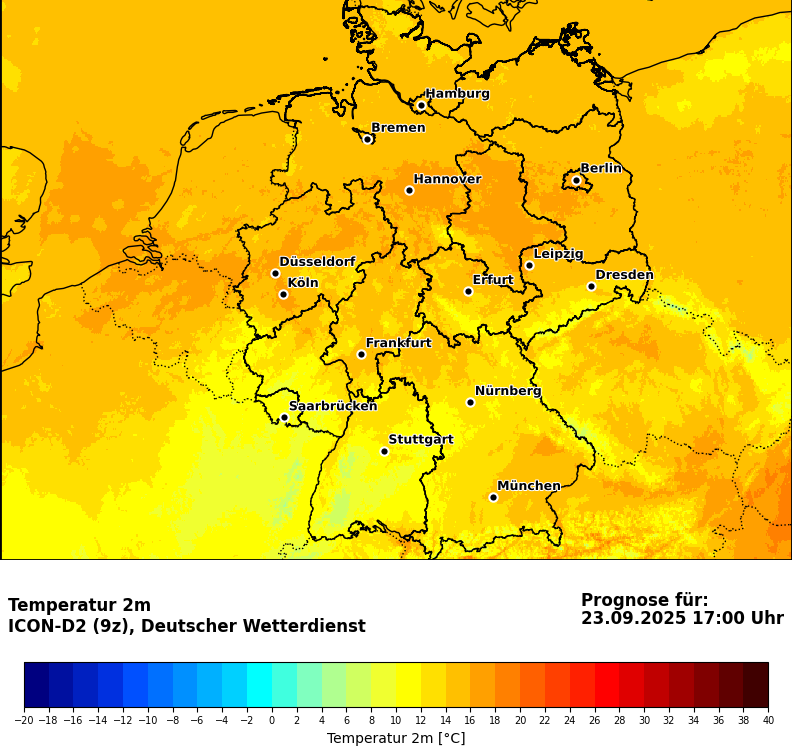 Hamburg
Bremen
Berlin
Hannover
Leipzig
Düsseldorf
Dresden
Köln
Erfurt
Frankfurt
Nürnberg
Saarbrücken
Stuttgart
München
Temperatur 2m
ICON-D2 (9z), Deutscher Wetterdienst
Prognose für:
23.09.2025 17:00 Uhr
−20 −18 −16 −14 −12 −10 −8 −6 −4 −2 0 2 4 6 8 10 12 14 16 18 20 22 24 26 28 30 32 34 36 38 40
Temperatur 2m [°C]